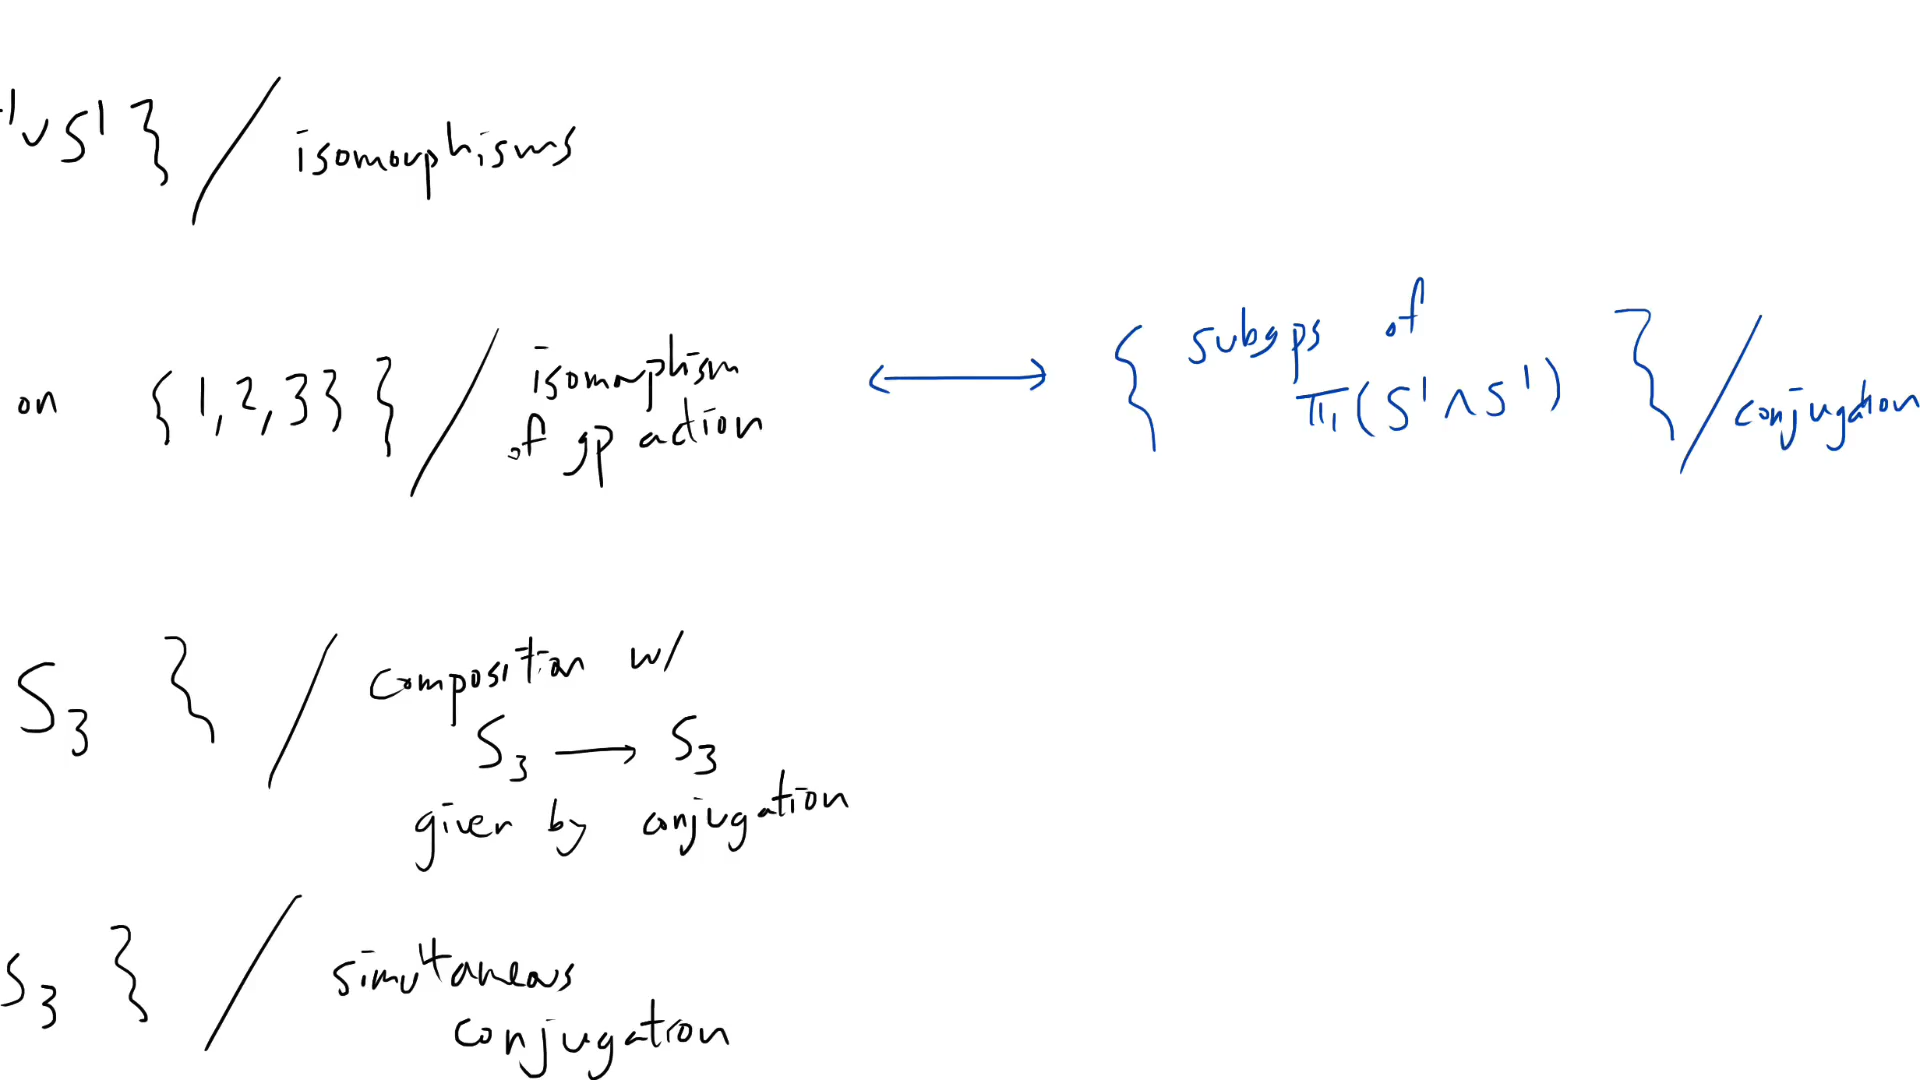 ∨ S¹ } / isomorphisms
on { 1, 2, 3 } } / isomorphism
of gp action
⟷ { subgps of
π₁(S¹ ∧ S¹) } / conjugation
S₃ } / composition w/
S₃ ⟶ S₃
given by conjugation
S₃ } / simultaneous
conjugation